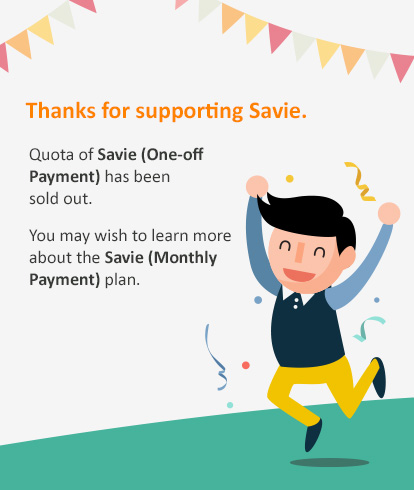 Thanks for supporting Savie.
Quota of Savie (One-off
Payment) has been
sold out.
You may wish to learn more
about the Savie (Monthly
Payment) plan.